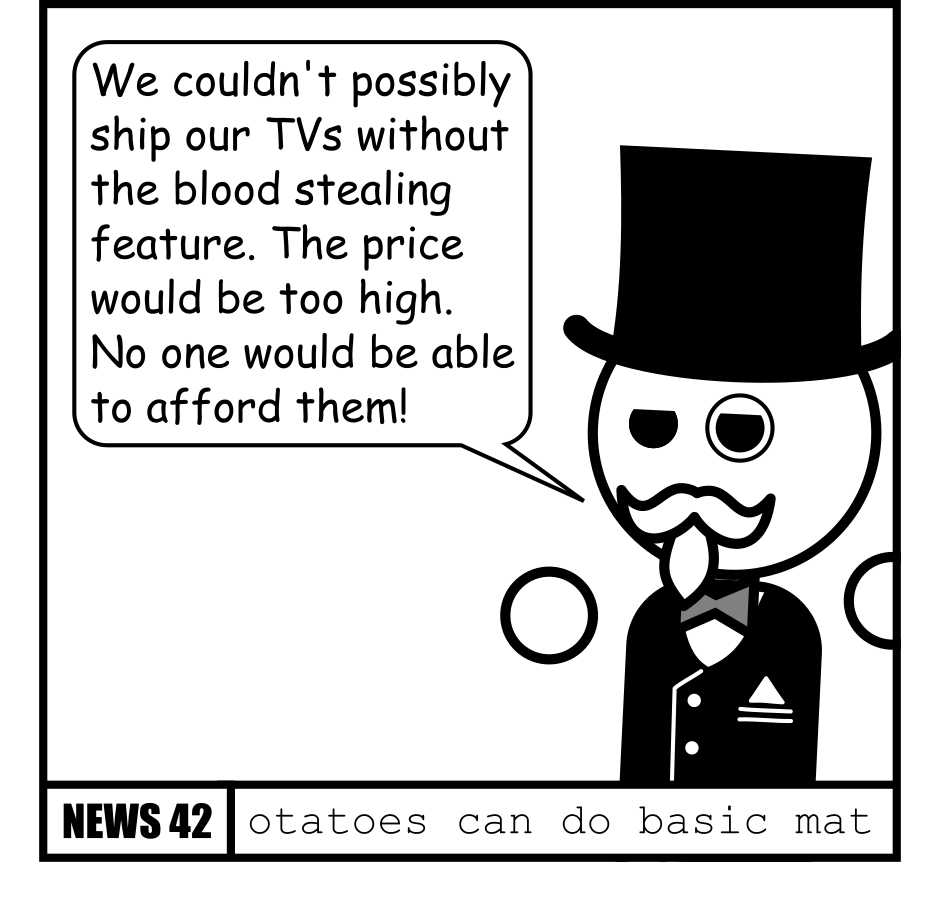 We couldn't possibly
ship our TVs without
the blood stealing
feature. The price
would be too high.
No one would be able
to afford them!
NEWS 42
otatoes can do basic mat